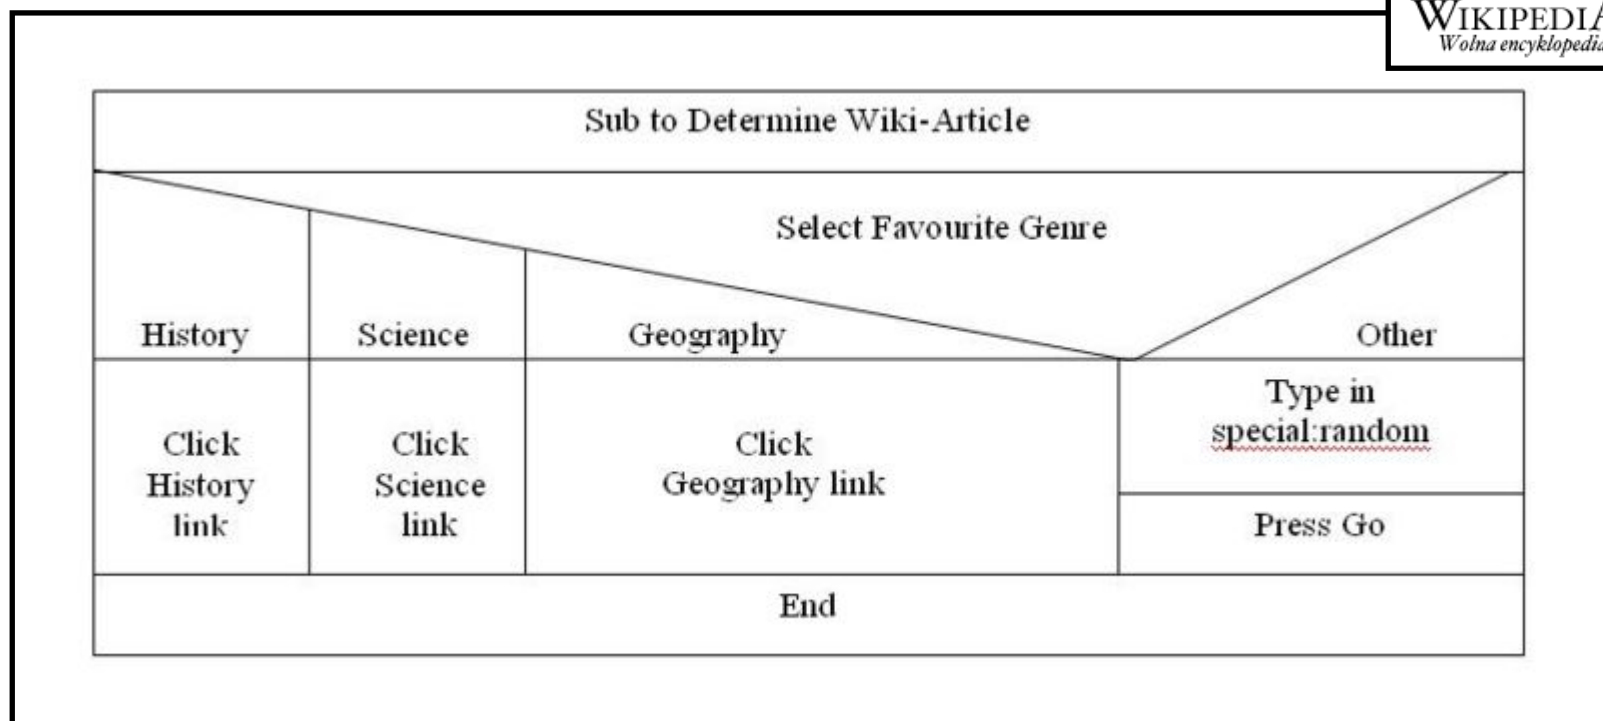 WIKIPEDIA
Wolna encyklopedia
Sub to Determine Wiki-Article
Select Favourite Genre
History
Science
Geography
Other
Click
History
link
Click
Science
link
Click
Geography link
Type in
special:random
Press Go
End